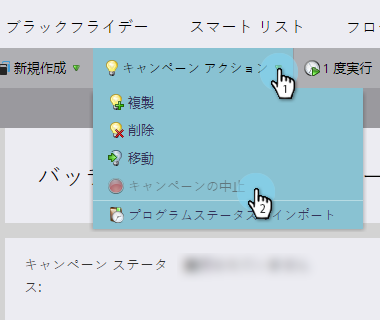 ブラックフライデー スマート リスト フロ
新規作成 キャンペーン アクション 1 度実行
1
複製
削除
移動
キャンペーンの中止
2
プログラムステータス インポート
バッ
キャンペーン ステータ
ス: